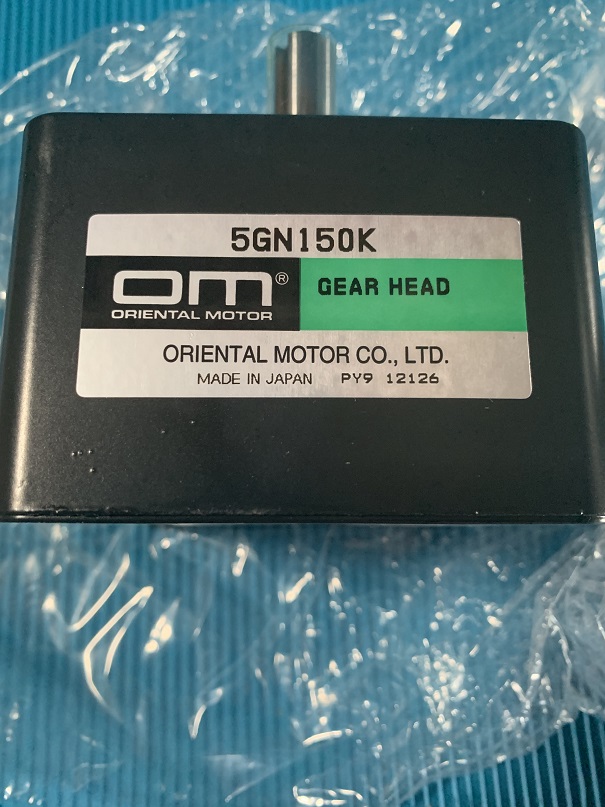 5GN150K
om®
GEAR HEAD
ORIENTAL MOTOR
ORIENTAL MOTOR CO., LTD.
MADE IN JAPAN PY9 12126